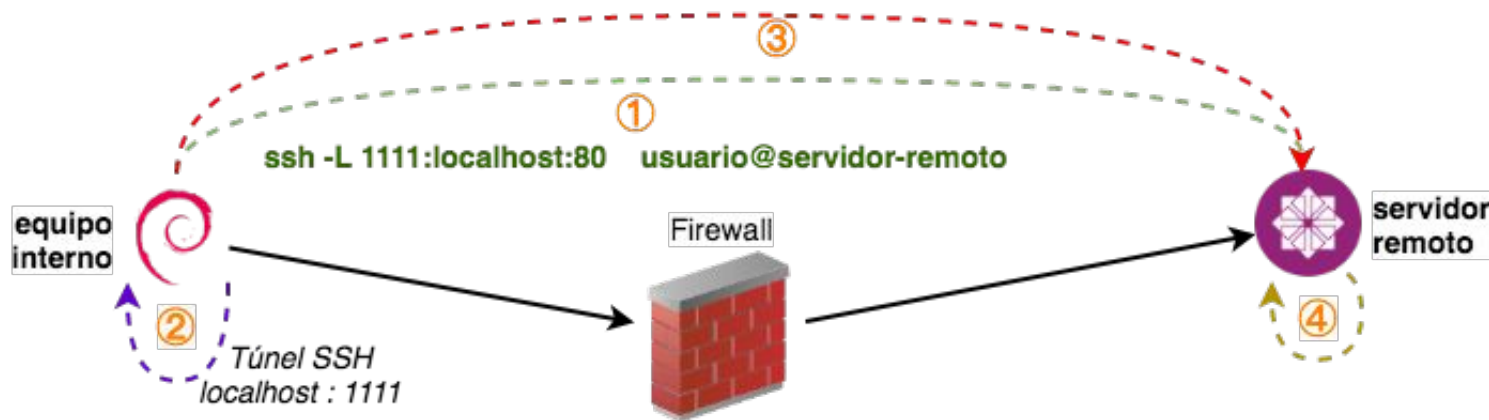 ③
①
ssh -L 1111:localhost:80 usuario@servidor-remoto
equipo
interno
Firewall
servidor
remoto
②
④
Túnel SSH
localhost : 1111